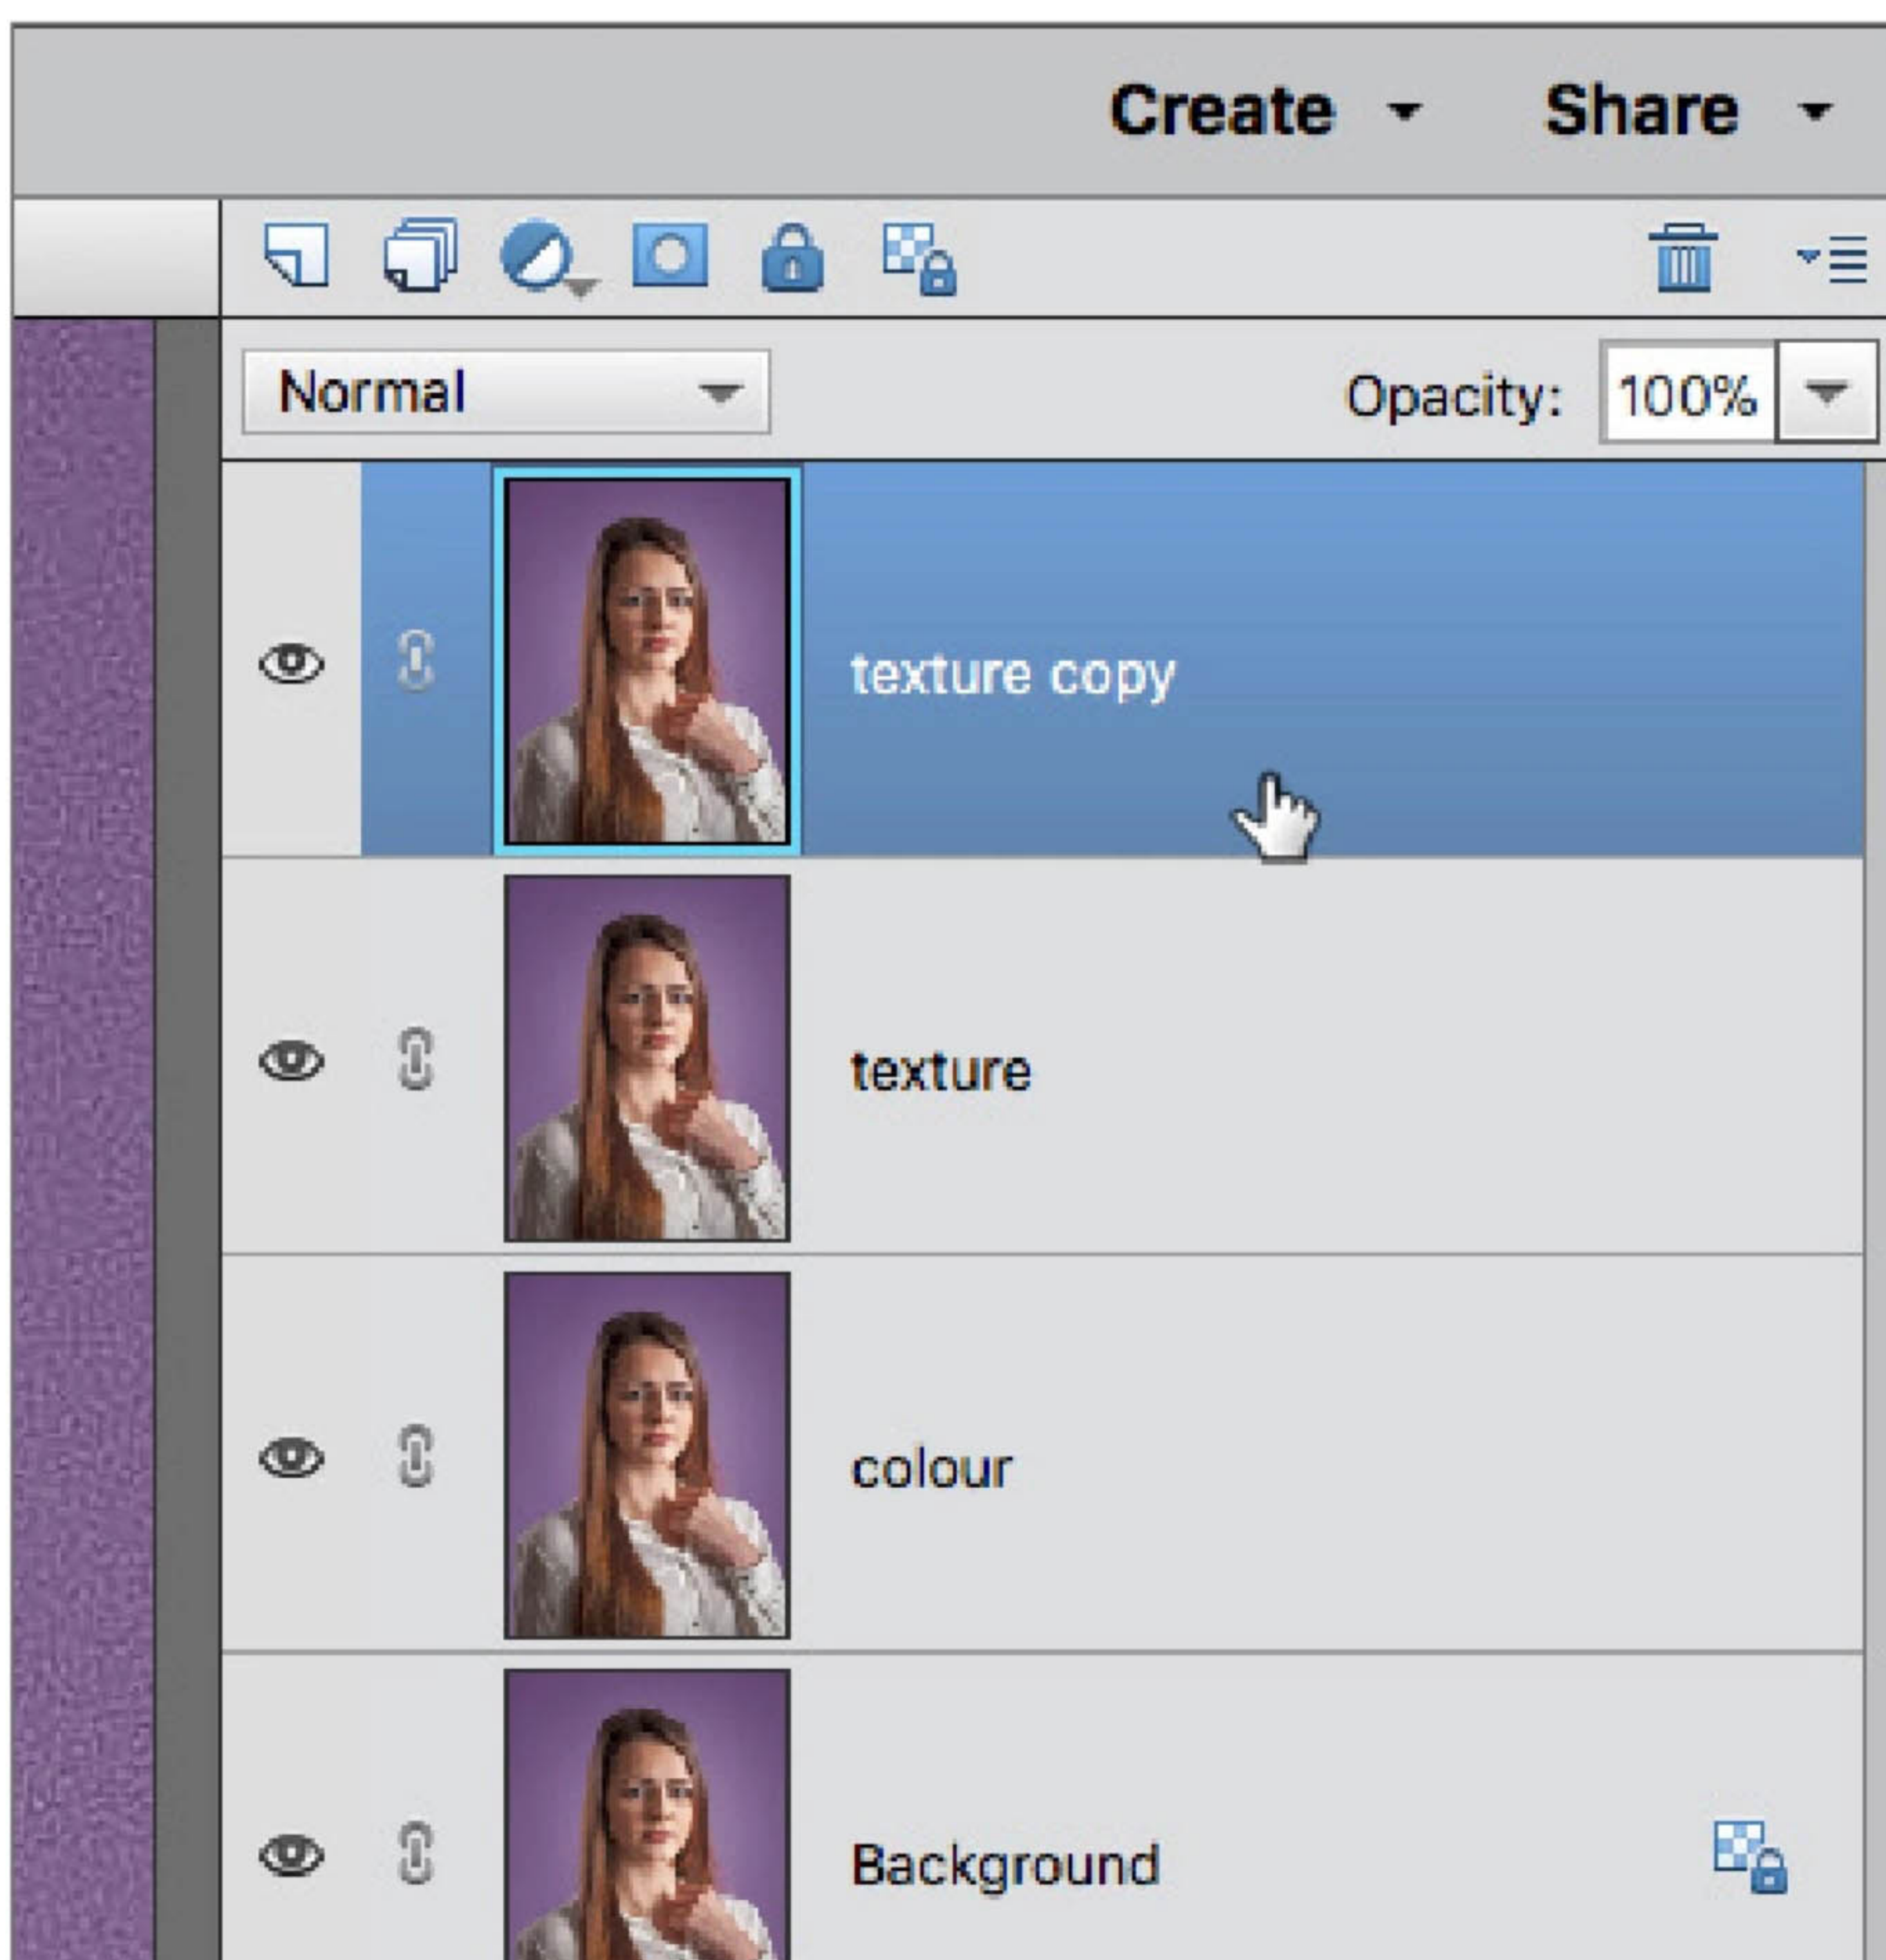 Create Share
Normal Opacity: 100%
texture copy
texture
colour
Background